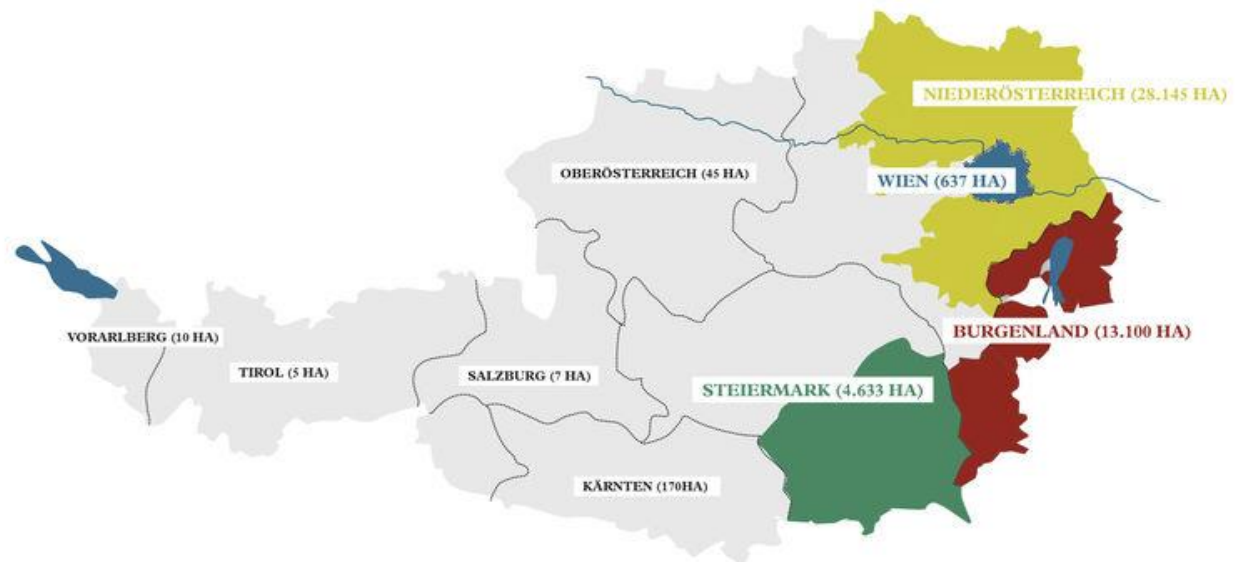 NIEDERÖSTERREICH (28.145 HA)
OBERÖSTERREICH (45 HA)
WIEN (637 HA)
VORARLBERG (10 HA)
BURGENLAND (13.100 HA)
TIROL (5 HA)
SALZBURG (7 HA)
STEIERMARK (4.633 HA)
KÄRNTEN (170HA)